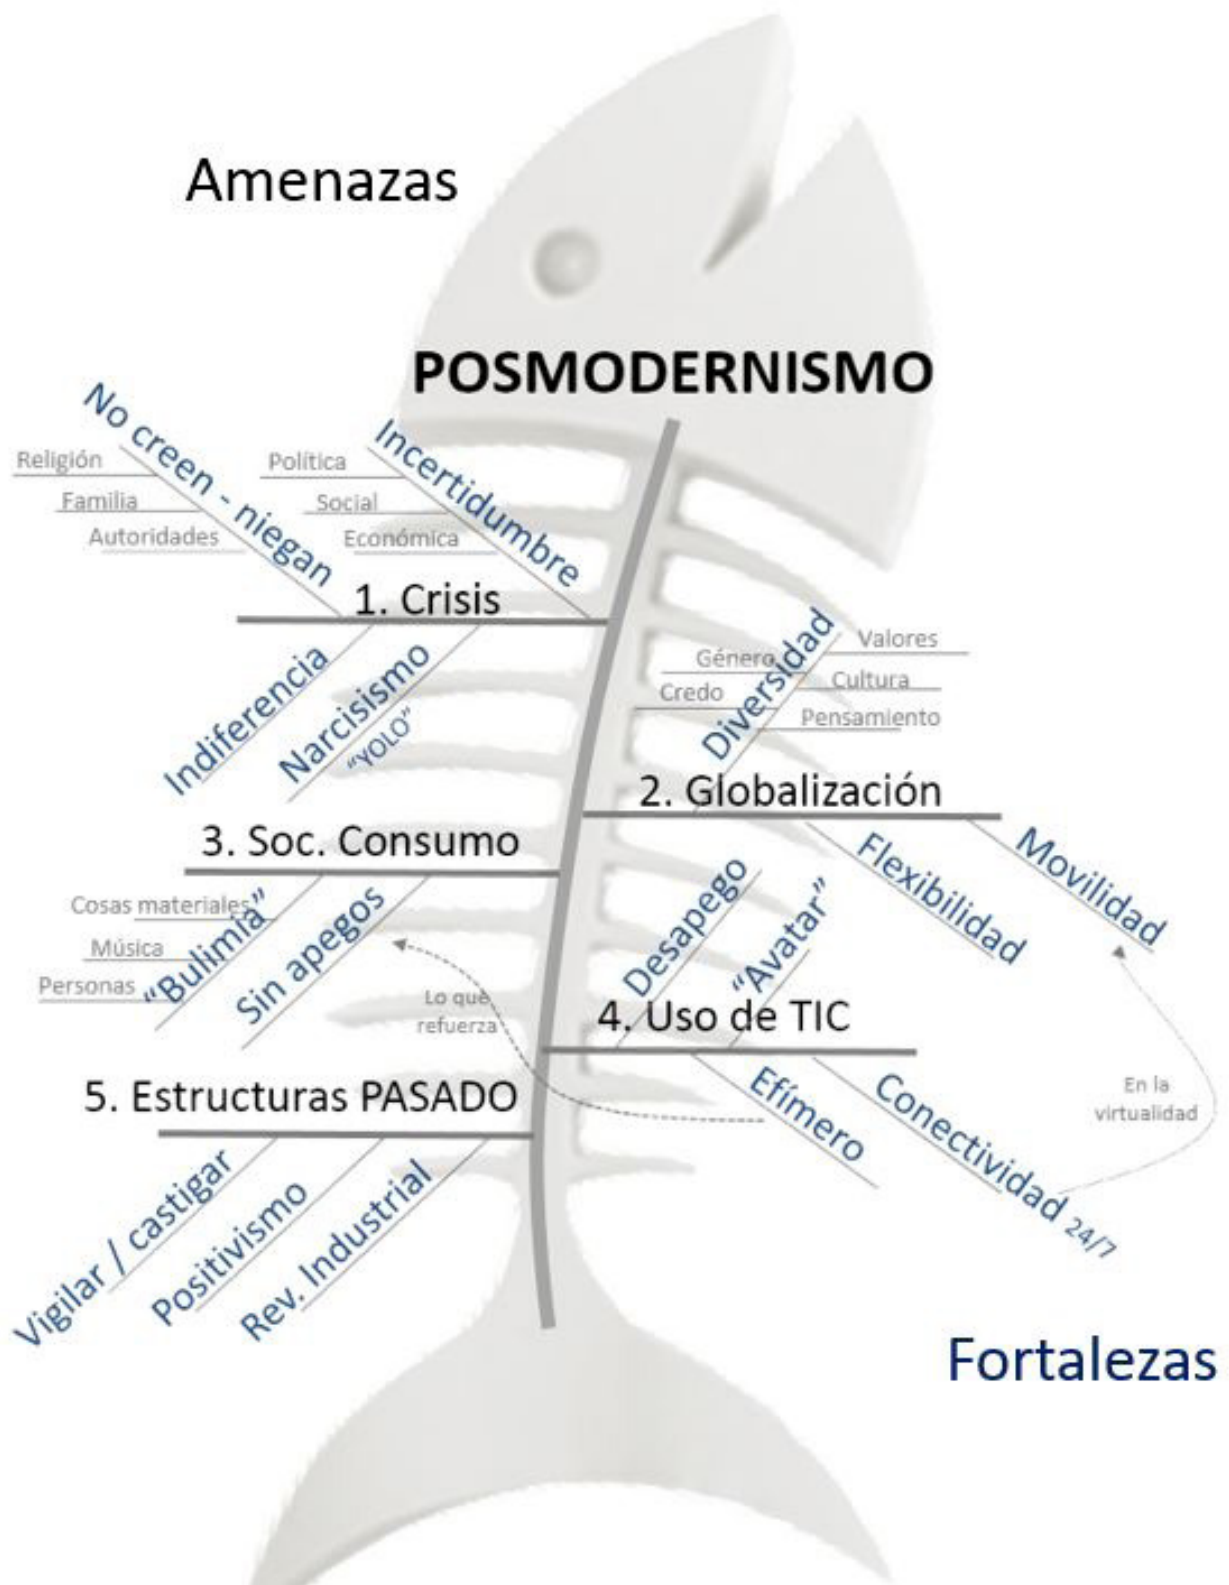 Amenazas
POSMODERNISMO
No creen - niegan
Religión
Familia
Autoridades
Incertidumbre
Política
Social
Económica
1. Crisis
Indiferencia
Narcisismo
"YOLO"
Diversidad
Género
Credo
Valores
Cultura
Pensamiento
2. Globalización
Flexibilidad
Movilidad
3. Soc. Consumo
"Bulimia"
Cosas materiales
Música
Personas
Sin apegos
Desapego
"Avatar"
4. Uso de TIC
Efímero
Conectividad 24/7
Lo que
refuerza
En la
virtualidad
5. Estructuras PASADO
Vigilar / castigar
Positivismo
Rev. Industrial
Fortalezas